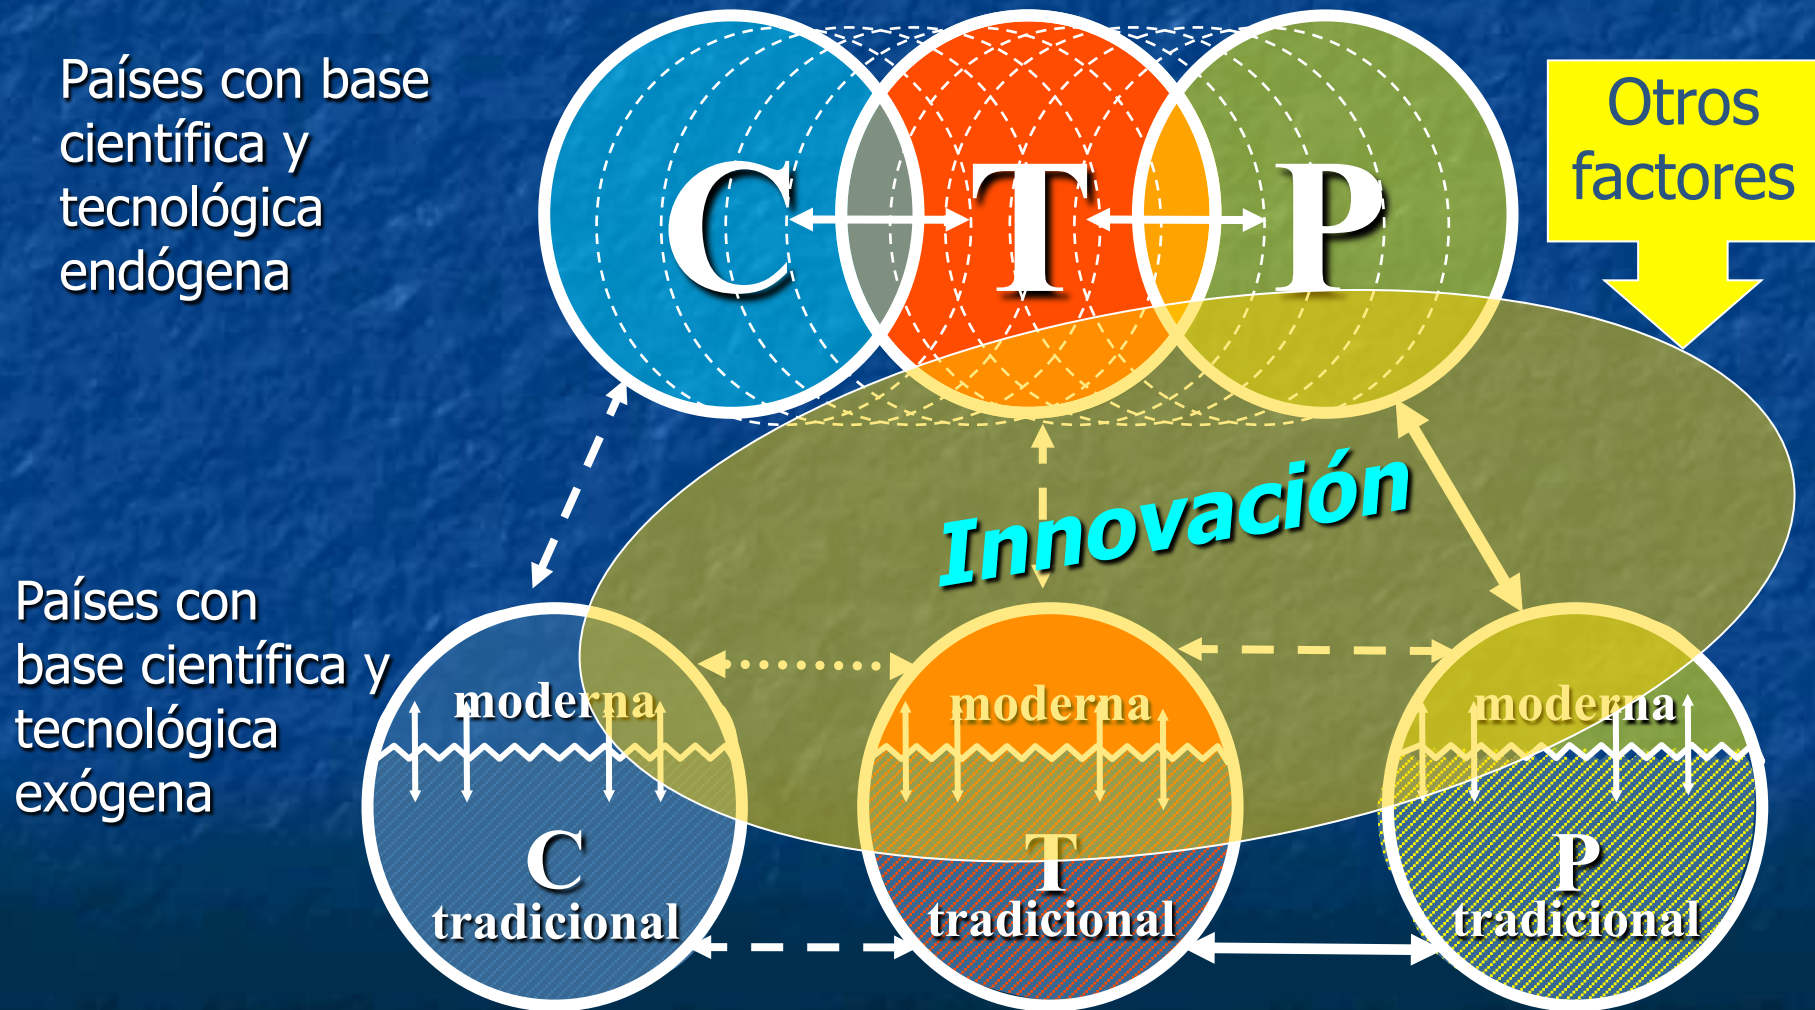 Países con base
científica y
tecnológica
endógena
C
T
P
Otros
factores
Innovación
Países con
base científica y
tecnológica
exógena
moderna
C
tradicional
moderna
T
tradicional
moderna
P
tradicional